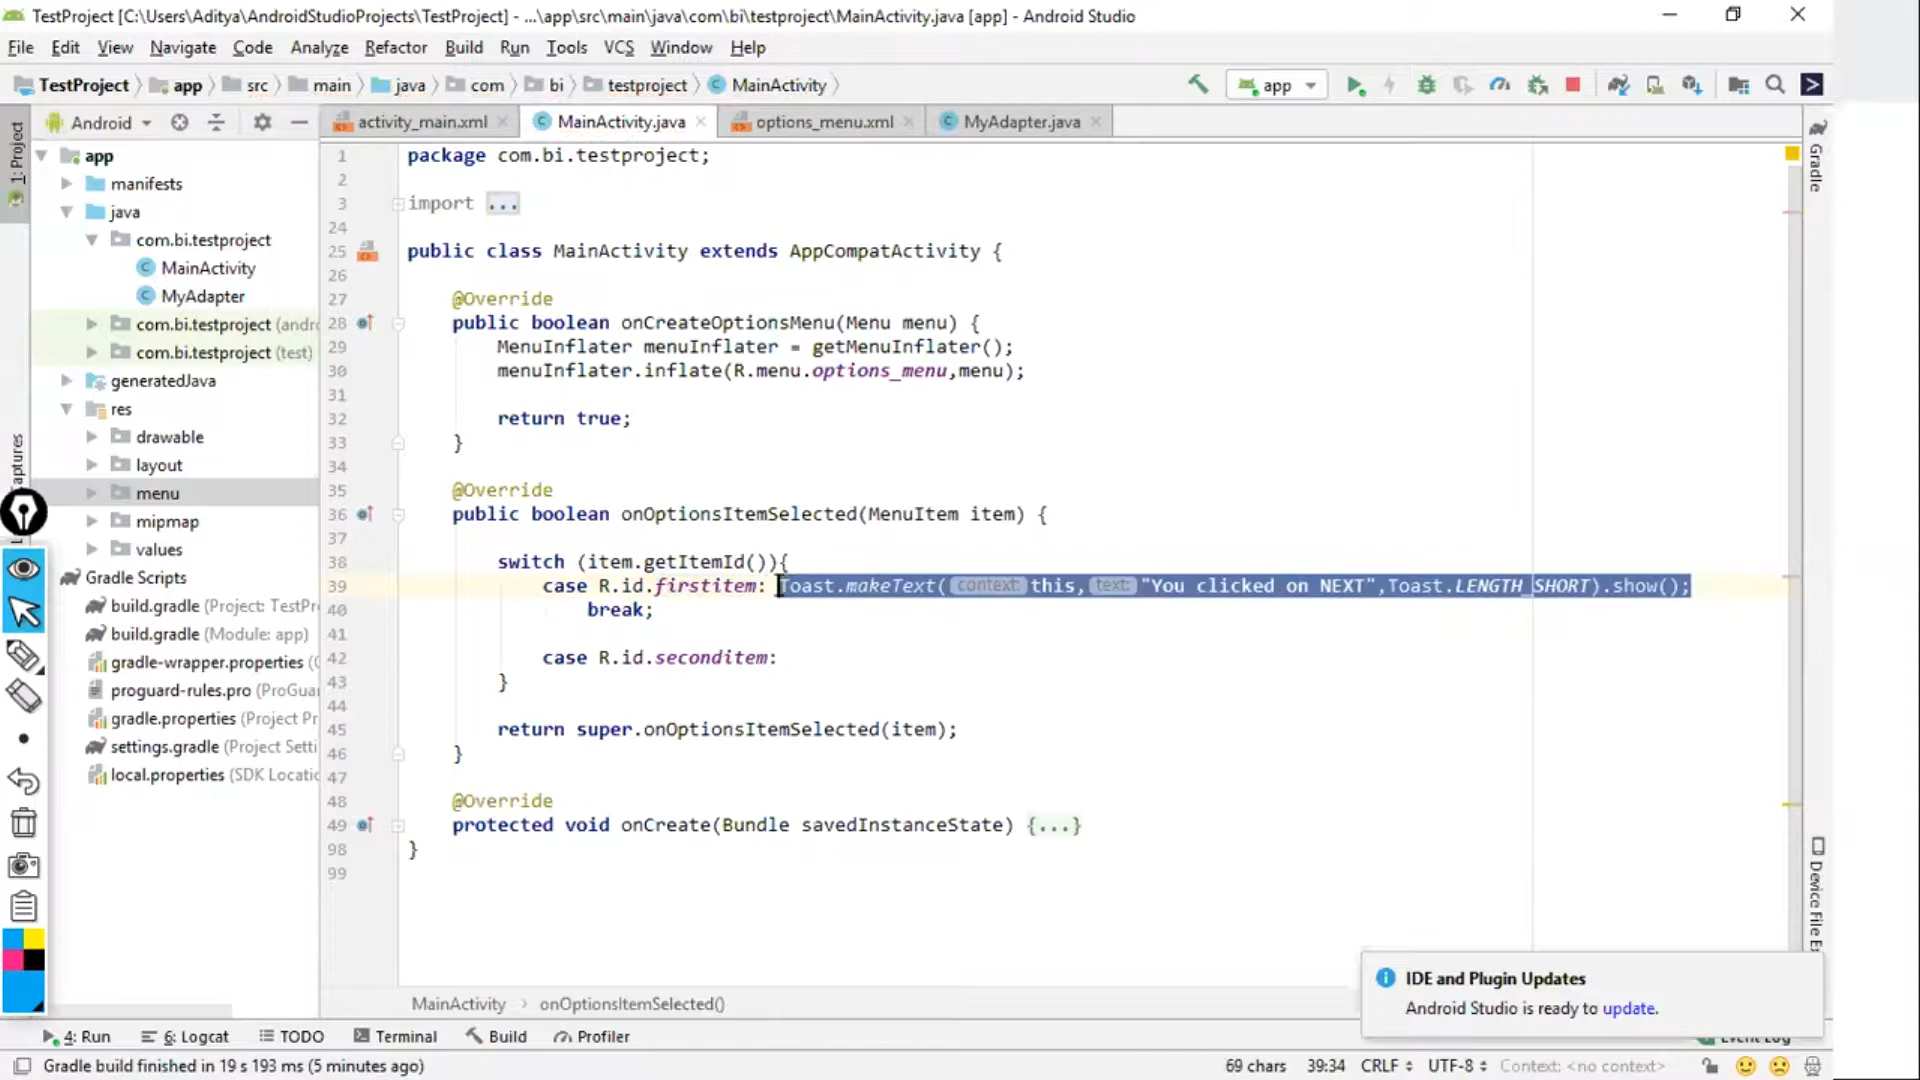 TestProject [C:\Users\Aditya\AndroidStudioProjects\TestProject] - ...\app\src\main\java\com\bi\testproject\MainActivity.java [app] - Android Studio
File Edit View Navigate Code Analyze Refactor Build Run Tools VCS Window Help
TestProject app src main java com bi testproject MainActivity app
Android activity_main.xml MainActivity.java options_menu.xml MyAdapter.java
1: Project
Captures
Gradle
app
manifests
java
com.bi.testproject
MainActivity
MyAdapter
com.bi.testproject (andr
com.bi.testproject (test)
generatedJava
res
drawable
layout
menu
mipmap
values
Gradle Scripts
build.gradle (Project: TestPr
build.gradle (Module: app)
gradle-wrapper.properties (G
proguard-rules.pro (ProGua
gradle.properties (Project Pr
settings.gradle (Project Setti
local.properties (SDK Locatic
1 package com.bi.testproject;
2
3 import ...
24
25 public class MainActivity extends AppCompatActivity {
26
27 @Override
28 public boolean onCreateOptionsMenu(Menu menu) {
29 MenuInflater menuInflater = getMenuInflater();
30 menuInflater.inflate(R.menu.options_menu,menu);
31
32 return true;
33 }
34
35 @Override
36 public boolean onOptionsItemSelected(MenuItem item) {
37
38 switch (item.getItemId()){
39 case R.id.firstitem: Toast.makeText( context: this, text: "You clicked on NEXT",Toast.LENGTH_SHORT).show();
40 break;
41
42 case R.id.seconditem:
43 }
44
45 return super.onOptionsItemSelected(item);
46 }
47
48 @Override
49 protected void onCreate(Bundle savedInstanceState) {...}
98 }
99
Device File Ex
MainActivity onOptionsItemSelected()
IDE and Plugin Updates
Android Studio is ready to update.
4: Run 6: Logcat TODO Terminal Build Profiler Event Log
Gradle build finished in 19 s 193 ms (5 minutes ago) 69 chars 39:34 CRLF UTF-8 Context: <no context>